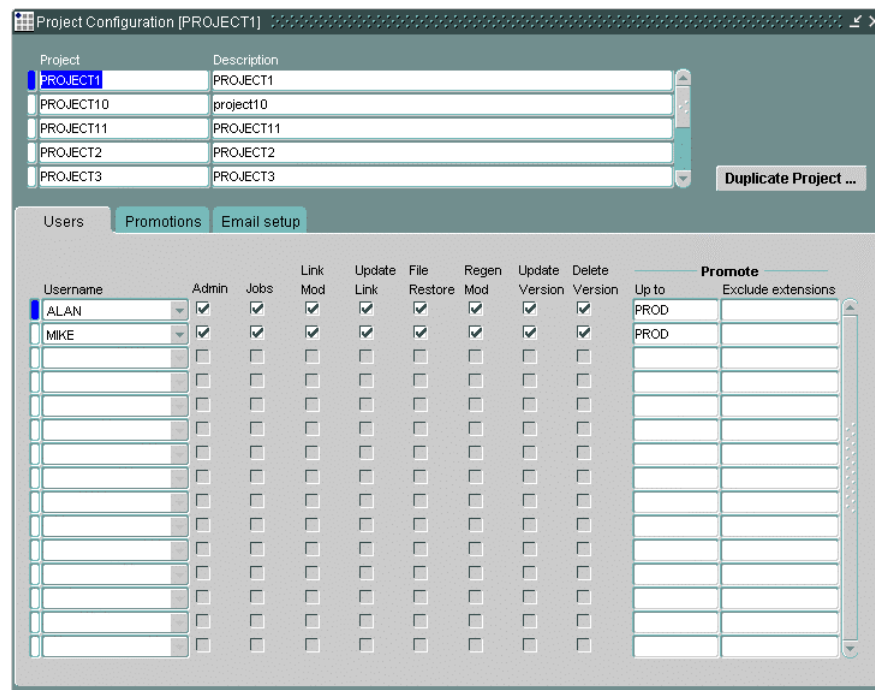 Project Configuration [PROJECT1]
Project Description
PROJECT1 PROJECT1
PROJECT10 project10
PROJECT11 PROJECT11
PROJECT2 PROJECT2
PROJECT3 PROJECT3
Duplicate Project ...
Users Promotions Email setup
Link Update File Regen Update Delete Promote
Username Admin Jobs Mod Link Restore Mod Version Version Up to Exclude extensions
ALAN PROD
MIKE PROD